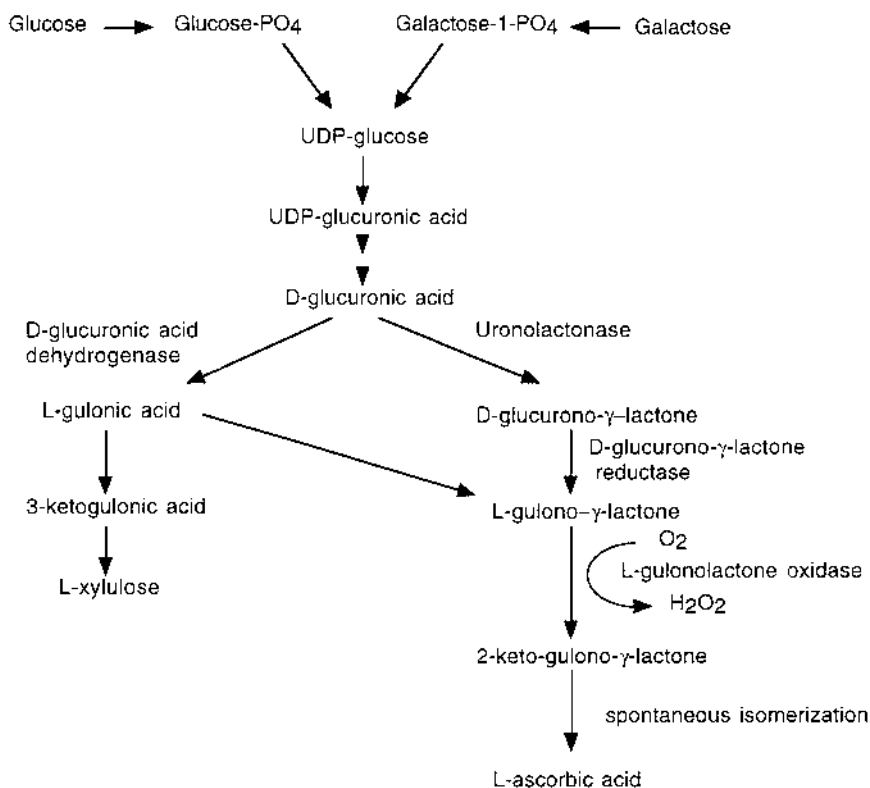 Glucose Glucose-PO4 Galactose-1-PO4 Galactose
UDP-glucose
UDP-glucuronic acid
D-glucuronic acid
D-glucuronic acid
dehydrogenase
Uronolactonase
L-gulonic acid
D-glucurono-γ–lactone
D-glucurono-γ-lactone
reductase
3-ketogulonic acid
L-gulono–γ-lactone
O2
L-gulonolactone oxidase
H2O2
L-xylulose
2-keto-gulono-γ-lactone
spontaneous isomerization
L-ascorbic acid